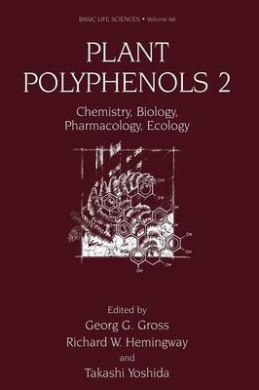 BASIC LIFE SCIENCES • Volume 66
PLANT
POLYPHENOLS 2
Chemistry, Biology,
Pharmacology, Ecology
Edited by
Georg G. Gross
Richard W. Hemingway
and
Takashi Yoshida